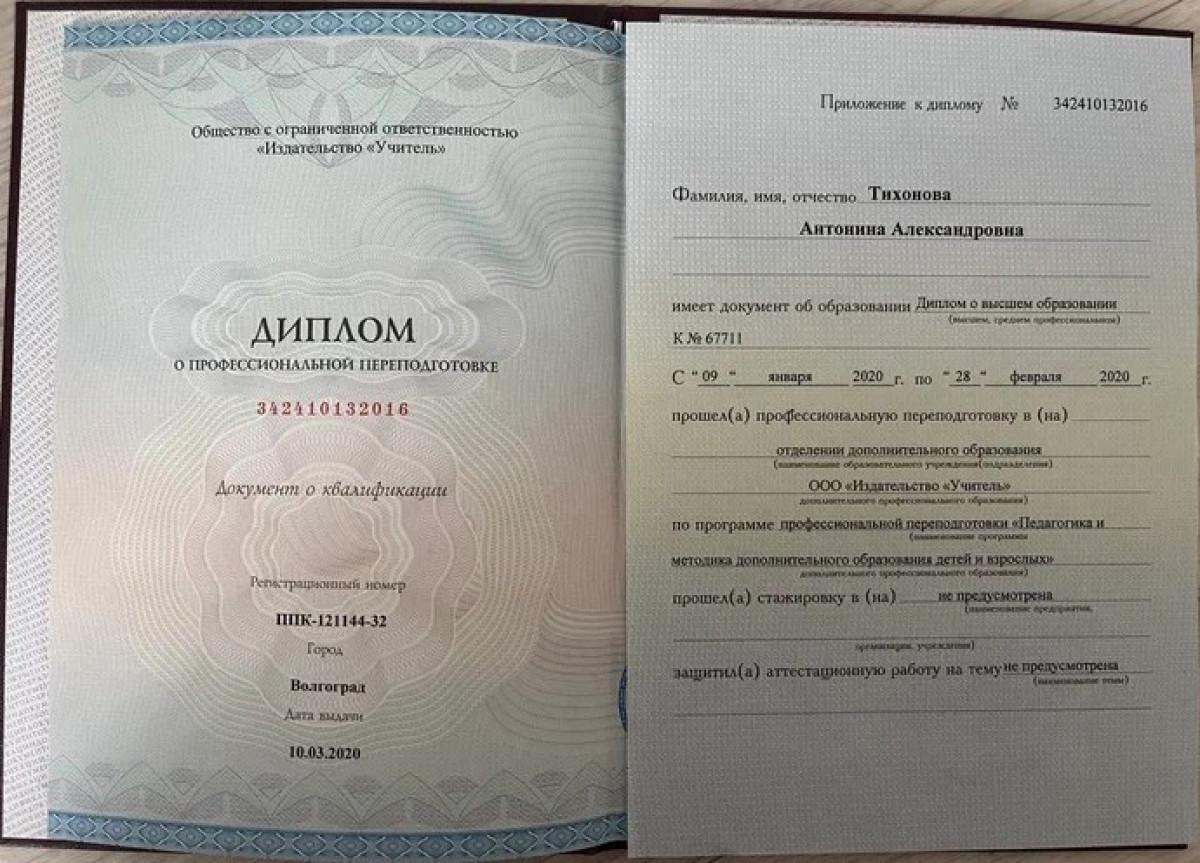 Общество с ограниченной ответственностью
«Издательство «Учитель»
ДИПЛОМ
О ПРОФЕССИОНАЛЬНОЙ ПЕРЕПОДГОТОВКЕ
342410132016
Документ о квалификации
Регистрационный номер
ППК-121144-32
Город
Волгоград
Дата выдачи
10.03.2020
Приложение к диплому № 342410132016
Фамилия, имя, отчество Тихонова
Антонина Александровна
имеет документ об образовании Диплом о высшем образовании
(высшем, среднем профессиональном)
К № 67711
С "09" января 2020 г. по "28" февраля 2020 г.
прошел(а) профессиональную переподготовку в (на)
отделении дополнительного образования
(наименование образовательного учреждения(подразделения)
ООО «Издательство «Учитель»
дополнительного профессионального образования)
по программе профессиональной переподготовки «Педагогика и
(наименование программы
методика дополнительного образования детей и взрослых»
дополнительного профессионального образования)
прошел(а) стажировку в (на) не предусмотрена
(наименование предприятия,
организации, учреждения)
защитил(а) аттестационную работу на тему не предусмотрена
(наименование темы)